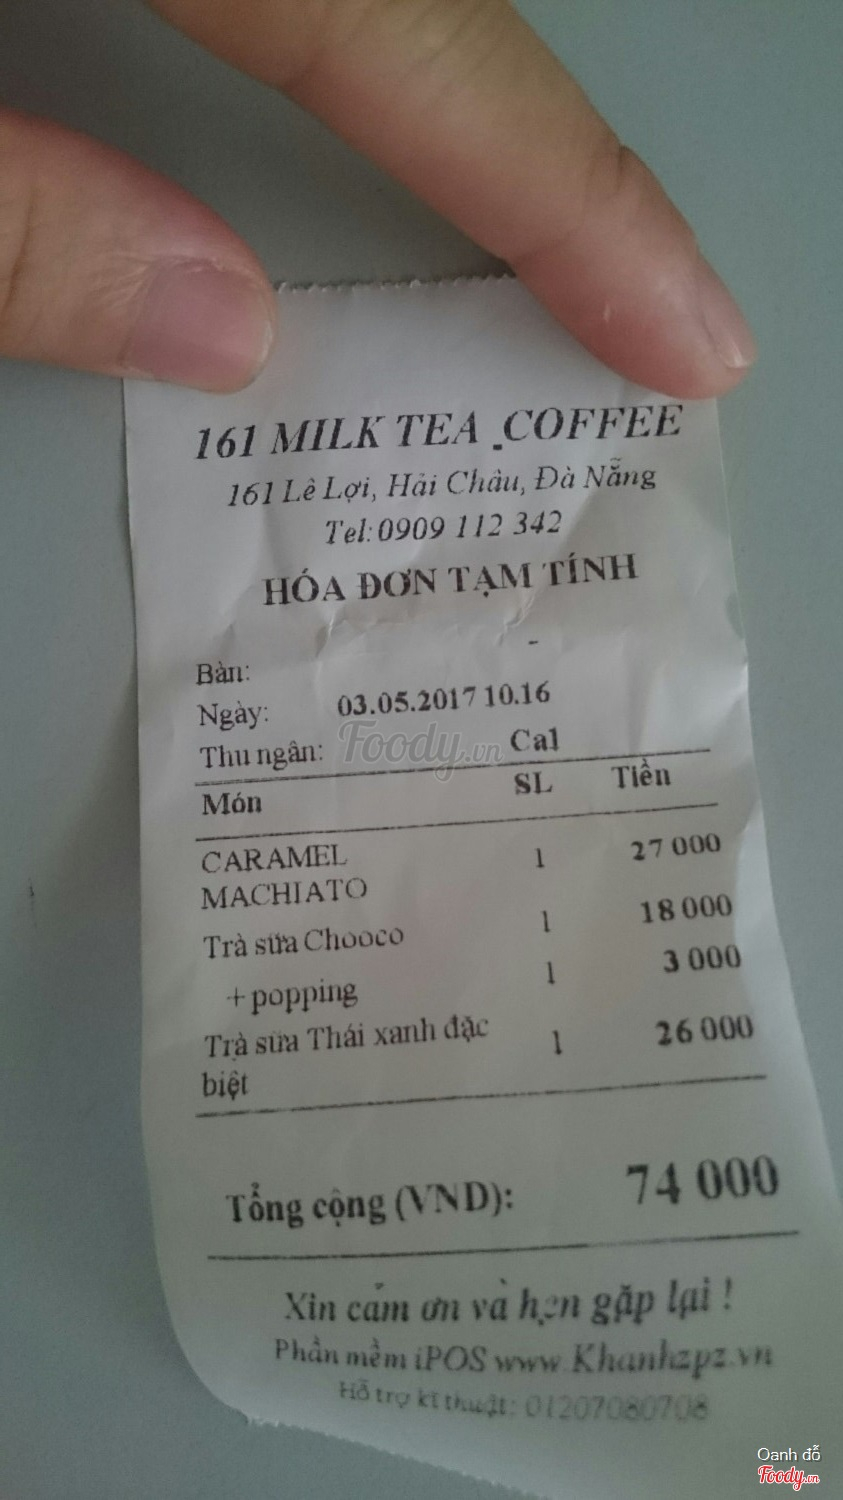 161 MILK TEA _COFFEE
161 Lê Lợi, Hải Châu, Đà Nẵng
Tel: 0909 112 342
HÓA ĐƠN TẠM TÍNH
Bàn: -
Ngày: 03.05.2017 10.16
Thu ngân: Ca1
Món SL Tiền
CARAMEL 1 27 000
MACHIATO
Trà sữa Chooco 1 18 000
+ popping 1 3 000
Trà sữa Thái xanh đặc 1 26 000
biệt
Tổng cộng (VND): 74 000
Xin cảm ơn và hẹn gặp lại !
Phần mềm iPOS www.Khanhzpz.vn
Hỗ trợ kĩ thuật: 01207080708
Foody.vn
Oanh đỗ
Foody.vn